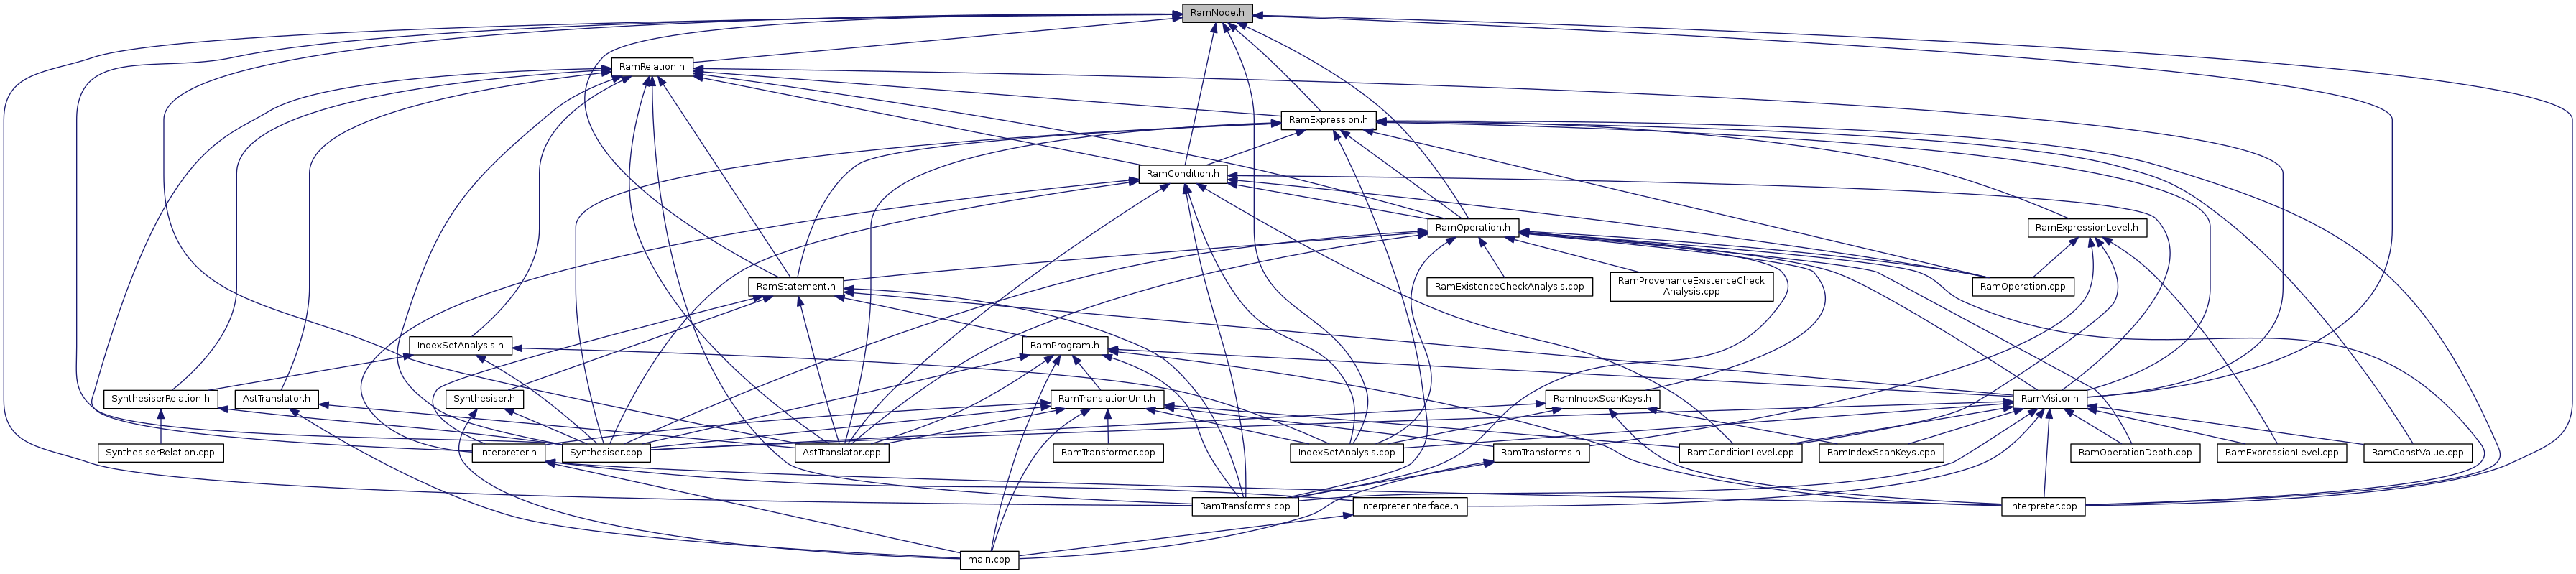 RamNode.h
RamRelation.h
RamExpression.h
RamCondition.h
RamOperation.h
RamExpressionLevel.h
RamStatement.h
RamExistenceCheckAnalysis.cpp
RamProvenanceExistenceCheck
Analysis.cpp
RamOperation.cpp
IndexSetAnalysis.h
RamProgram.h
SynthesiserRelation.h
AstTranslator.h
Synthesiser.h
RamTranslationUnit.h
RamIndexScanKeys.h
RamVisitor.h
SynthesiserRelation.cpp
Interpreter.h
Synthesiser.cpp
AstTranslator.cpp
RamTransformer.cpp
IndexSetAnalysis.cpp
RamTransforms.h
RamConditionLevel.cpp
RamIndexScanKeys.cpp
RamOperationDepth.cpp
RamExpressionLevel.cpp
RamConstValue.cpp
RamTransforms.cpp
InterpreterInterface.h
Interpreter.cpp
main.cpp